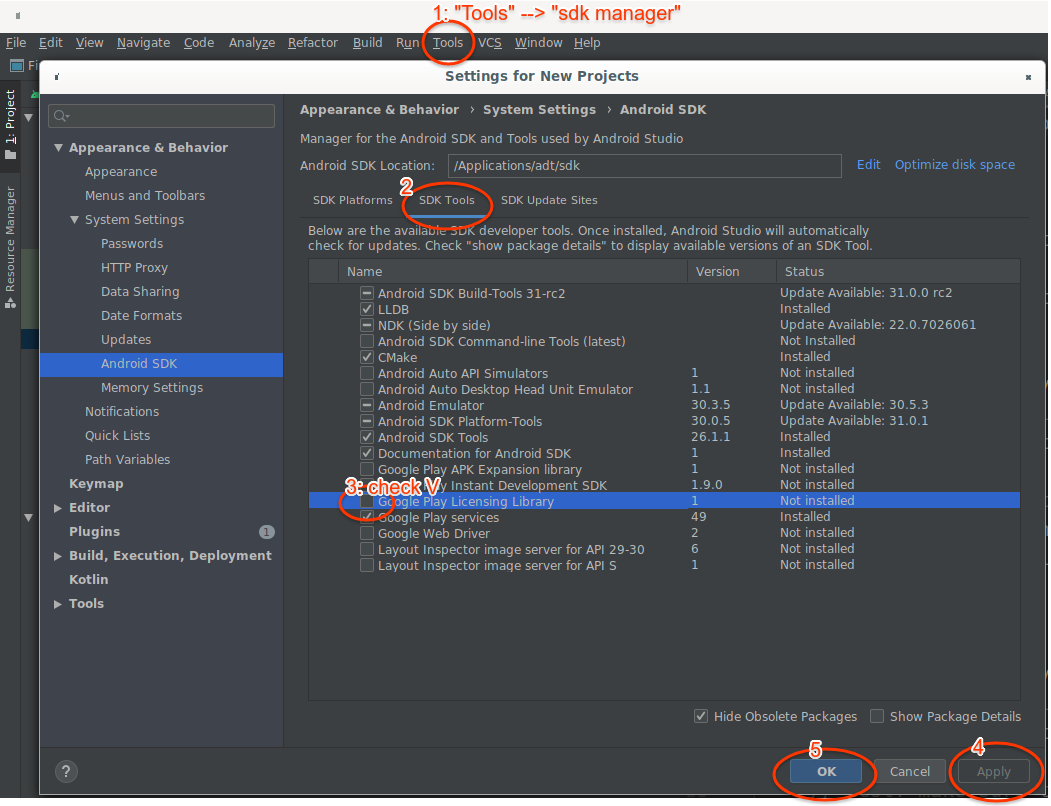 1: "Tools" --> "sdk manager"
File Edit View Navigate Code Analyze Refactor Build Run Tools VCS Window Help
Fi
Settings for New Projects
1: Project
Resource Manager
Appearance & Behavior
Appearance
Menus and Toolbars
System Settings
Passwords
HTTP Proxy
Data Sharing
Date Formats
Updates
Android SDK
Memory Settings
Notifications
Quick Lists
Path Variables
Keymap
Editor
Plugins 1
Build, Execution, Deployment
Kotlin
Tools
Appearance & Behavior › System Settings › Android SDK
Manager for the Android SDK and Tools used by Android Studio
Android SDK Location: /Applications/adt/sdk Edit Optimize disk space
2
SDK Platforms SDK Tools SDK Update Sites
Below are the available SDK developer tools. Once installed, Android Studio will automatically
check for updates. Check "show package details" to display available versions of an SDK Tool.
Name Version Status
Android SDK Build-Tools 31-rc2 Update Available: 31.0.0 rc2
LLDB Installed
NDK (Side by side) Update Available: 22.0.7026061
Android SDK Command-line Tools (latest) Not Installed
CMake Installed
Android Auto API Simulators 1 Not installed
Android Auto Desktop Head Unit Emulator 1.1 Not installed
Android Emulator 30.3.5 Update Available: 30.5.3
Android SDK Platform-Tools 30.0.5 Update Available: 31.0.1
Android SDK Tools 26.1.1 Installed
Documentation for Android SDK 1 Installed
Google Play APK Expansion library 1 Not installed
3: check V
Instant Development SDK 1.9.0 Not installed
Google Play Licensing Library 1 Not installed
Google Play services 49 Installed
Google Web Driver 2 Not installed
Layout Inspector image server for API 29-30 6 Not installed
Layout Inspector image server for API S 1 Not installed
Hide Obsolete Packages Show Package Details
5 4
? OK Cancel Apply